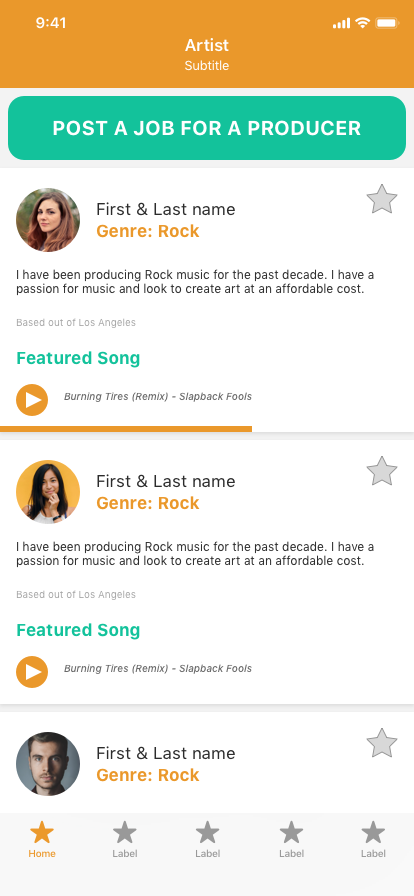 9:41
Artist
Subtitle
POST A JOB FOR A PRODUCER
First & Last name
Genre: Rock
I have been producing Rock music for the past decade. I have a
passion for music and look to create art at an affordable cost.
Based out of Los Angeles
Featured Song
Burning Tires (Remix) - Slapback Fools
First & Last name
Genre: Rock
I have been producing Rock music for the past decade. I have a
passion for music and look to create art at an affordable cost.
Based out of Los Angeles
Featured Song
Burning Tires (Remix) - Slapback Fools
First & Last name
Genre: Rock
Home Label Label Label Label